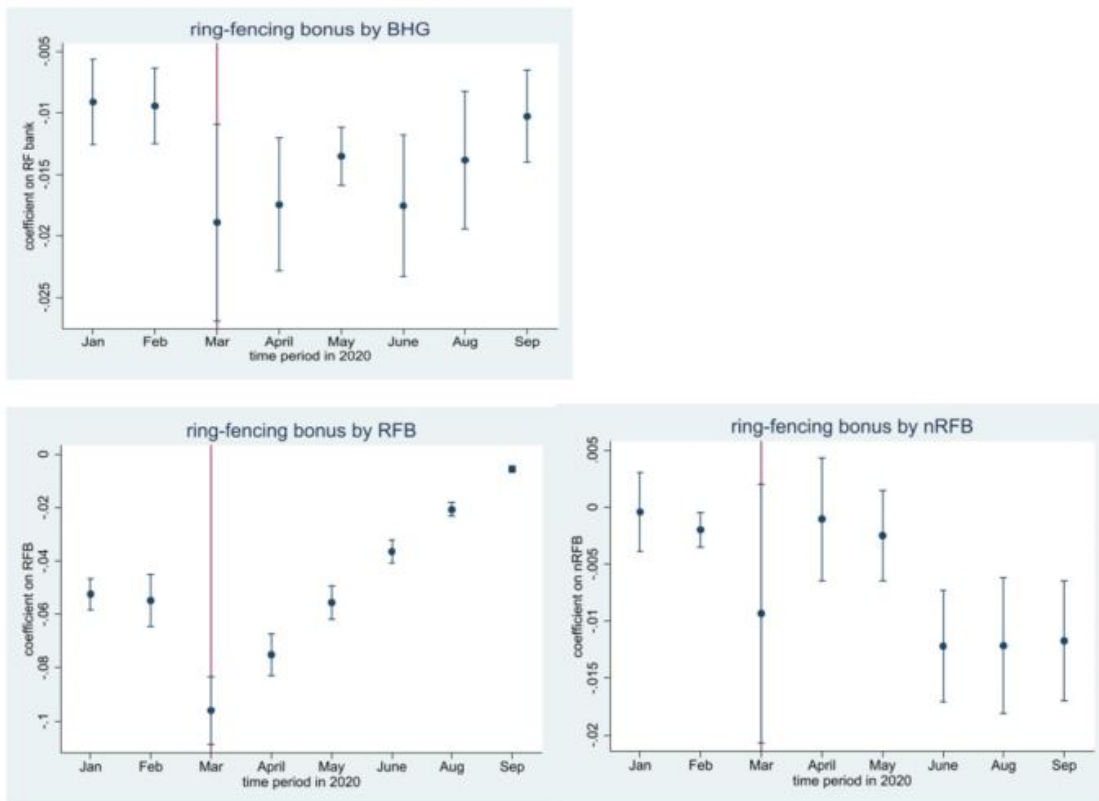 ring-fencing bonus by BHG
coefficient on RF bank
-.005
-.01
-.015
-.02
-.025
Jan Feb Mar April May June Aug Sep
time period in 2020
ring-fencing bonus by RFB
coefficient on RFB
0
-.02
-.04
-.06
-.08
-.1
Jan Feb Mar April May June Aug Sep
time period in 2020
ring-fencing bonus by nRFB
coefficient on nRFB
.005
0
-.005
-.01
-.015
-.02
Jan Feb Mar April May June Aug Sep
time period in 2020